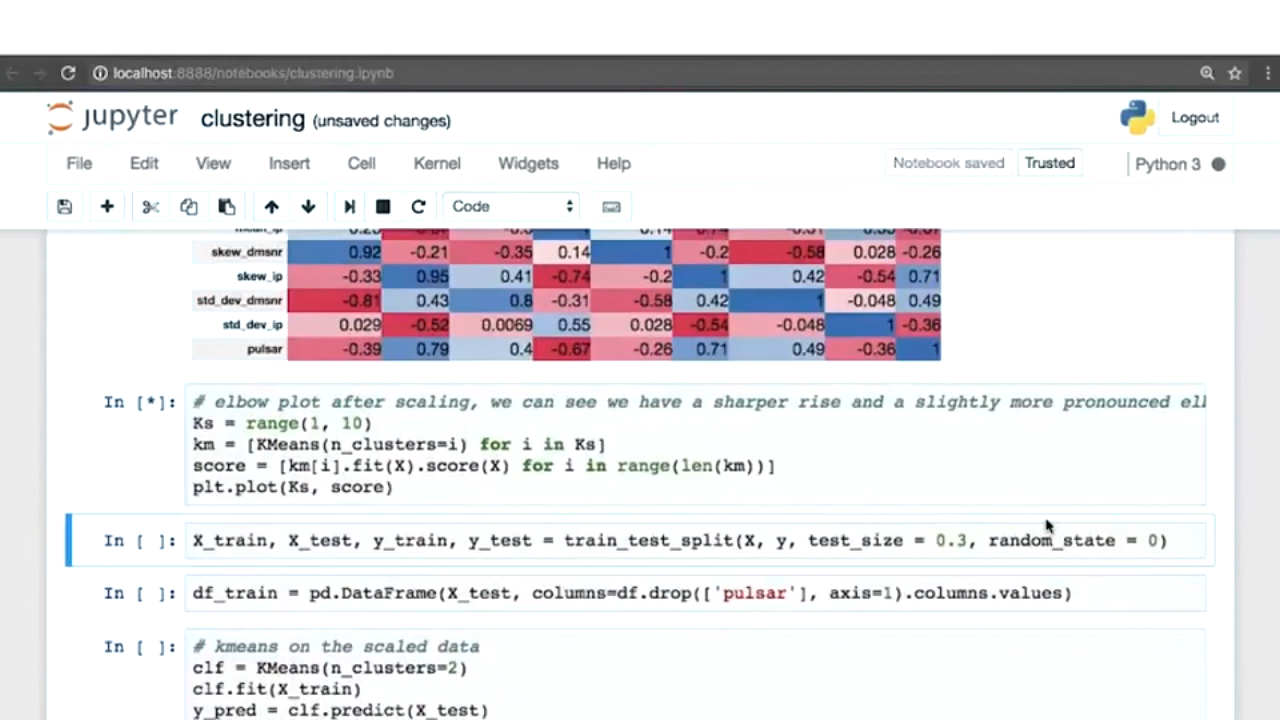 localhost:8888/notebooks/clustering.ipynb
jupyter clustering (unsaved changes) Logout
File Edit View Insert Cell Kernel Widgets Help Notebook saved Trusted Python 3
Code
skew_dmsnr 0.92 -0.21 -0.35 0.14 1 -0.2 -0.58 0.028 -0.26
skew_ip -0.33 0.95 0.41 -0.74 -0.2 1 0.42 -0.54 0.71
std_dev_dmsnr -0.81 0.43 0.8 -0.31 -0.58 0.42 1 -0.048 0.49
std_dev_ip 0.029 -0.52 0.0069 0.55 0.028 -0.54 -0.048 1 -0.36
pulsar -0.39 0.79 0.4 -0.67 -0.26 0.71 0.49 -0.36 1
In [*]: # elbow plot after scaling, we can see we have a sharper rise and a slightly more pronounced ell
Ks = range(1, 10)
km = [KMeans(n_clusters=i) for i in Ks]
score = [km[i].fit(X).score(X) for i in range(len(km))]
plt.plot(Ks, score)
In [ ]: X_train, X_test, y_train, y_test = train_test_split(X, y, test_size = 0.3, random_state = 0)
In [ ]: df_train = pd.DataFrame(X_test, columns=df.drop(['pulsar'], axis=1).columns.values)
In [ ]: # kmeans on the scaled data
clf = KMeans(n_clusters=2)
clf.fit(X_train)
y_pred = clf.predict(X_test)